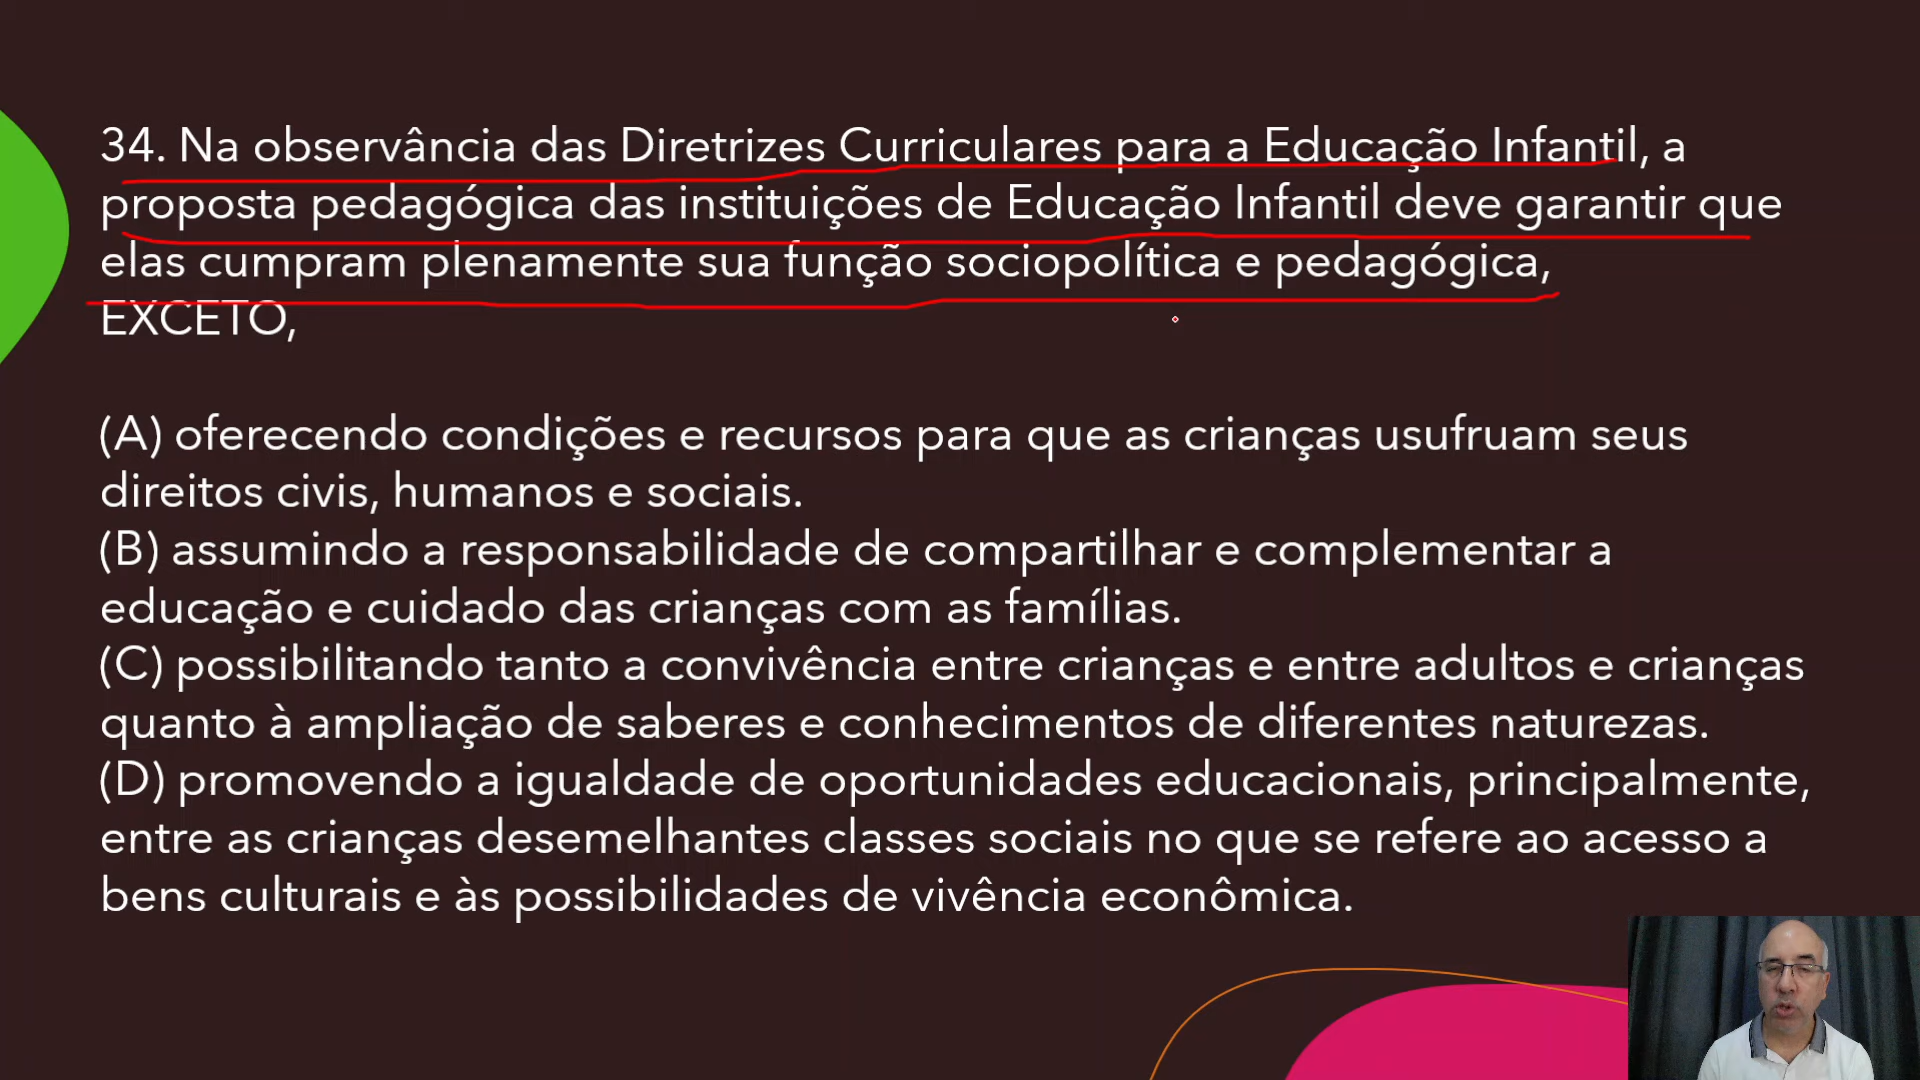 34. Na observância das Diretrizes Curriculares para a Educação Infantil, a
proposta pedagógica das instituições de Educação Infantil deve garantir que
elas cumpram plenamente sua função sociopolítica e pedagógica,
EXCETO,
(A) oferecendo condições e recursos para que as crianças usufruam seus
direitos civis, humanos e sociais.
(B) assumindo a responsabilidade de compartilhar e complementar a
educação e cuidado das crianças com as famílias.
(C) possibilitando tanto a convivência entre crianças e entre adultos e crianças
quanto à ampliação de saberes e conhecimentos de diferentes naturezas.
(D) promovendo a igualdade de oportunidades educacionais, principalmente,
entre as crianças desemelhantes classes sociais no que se refere ao acesso a
bens culturais e às possibilidades de vivência econômica.